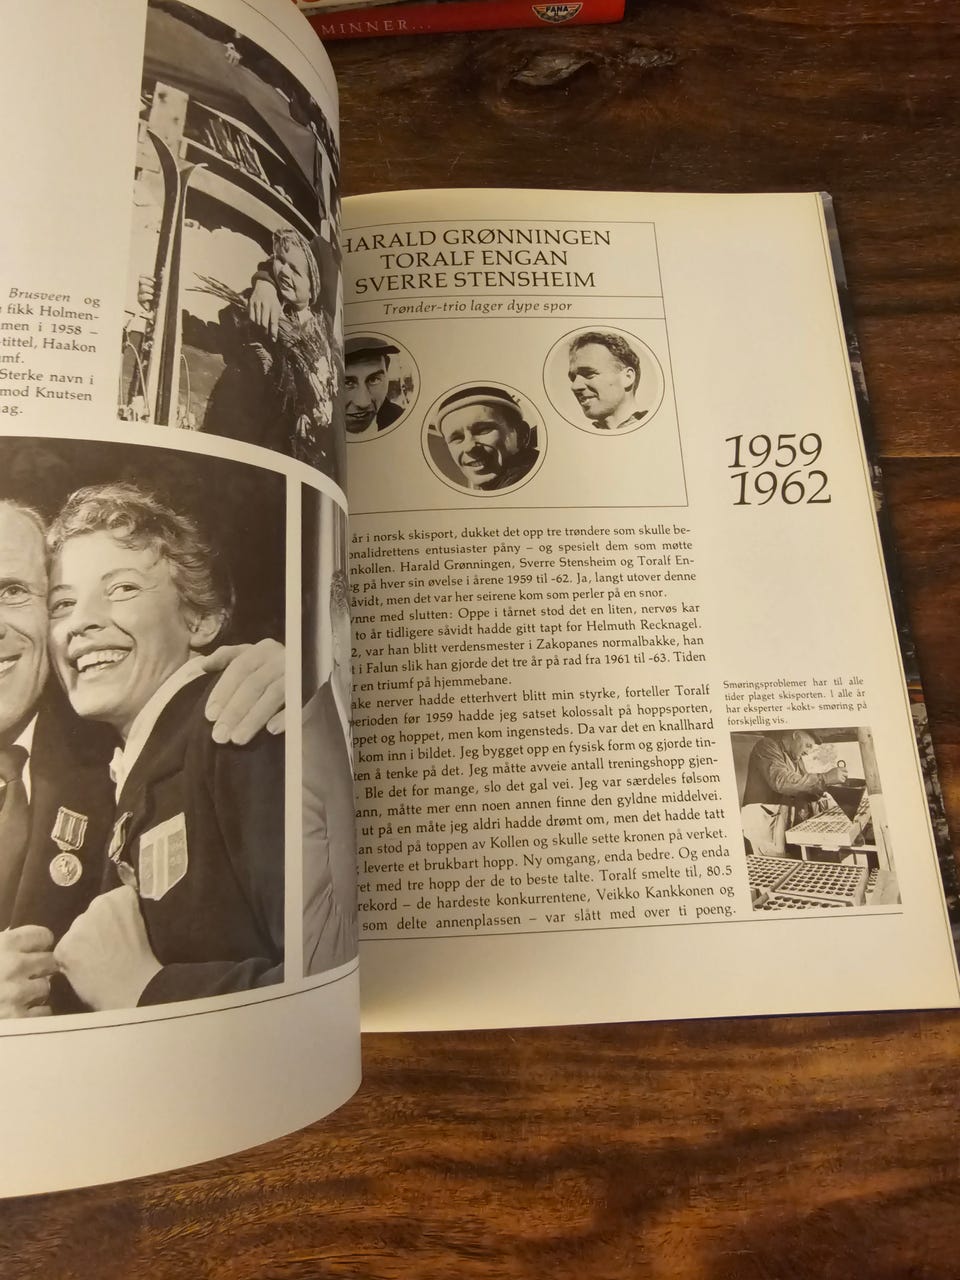 MINNER...
FANA
Brusveen og
fikk Holmen-
men i 1958 –
-tittel, Haakon
mf.
Sterke navn i
mod Knutsen
ag.
HARALD GRØNNINGEN
TORALF ENGAN
SVERRE STENSHEIM
Trønder-trio lager dype spor
1959
1962
år i norsk skisport, dukket det opp tre trøndere som skulle be-
onalidrettens entusiaster påny – og spesielt dem som møtte
nkollen. Harald Grønningen, Sverre Stensheim og Toralf En-
eg på hver sin øvelse i årene 1959 til -62. Ja, langt utover denne
åvidt, men det var her seirene kom som perler på en snor.
ynne med slutten: Oppe i tårnet stod det en liten, nervøs kar
to år tidligere såvidt hadde gitt tapt for Helmuth Recknagel.
2, var han blitt verdensmester i Zakopanes normalbakke, han
t i Falun slik han gjorde det tre år på rad fra 1961 til -63. Tiden
r en triumf på hjemmebane.
ake nerver hadde etterhvert blitt min styrke, forteller Toralf
perioden før 1959 hadde jeg satset kolossalt på hoppsporten,
ppet og hoppet, men kom ingensteds. Da var det en knallhard
kom inn i bildet. Jeg bygget opp en fysisk form og gjorde tin-
ten å tenke på det. Jeg måtte avveie antall treningshopp gjen-
. Ble det for mange, slo det gal vei. Jeg var særdeles følsom
ann, måtte mer enn noen annen finne den gyldne middelvei.
ut på en måte jeg aldri hadde drømt om, men det hadde tatt
an stod på toppen av Kollen og skulle sette kronen på verket.
g leverte et brukbart hopp. Ny omgang, enda bedre. Og enda
ret med tre hopp der de to beste talte. Toralf smelte til, 80.5
rekord – de hardeste konkurrentene, Veikko Kankkonen og
som delte annenplassen – var slått med over ti poeng.
Smøringsproblemer har til alle
tider plaget skisporten. I alle år
har eksperter «kokt» smøring på
forskjellig vis.